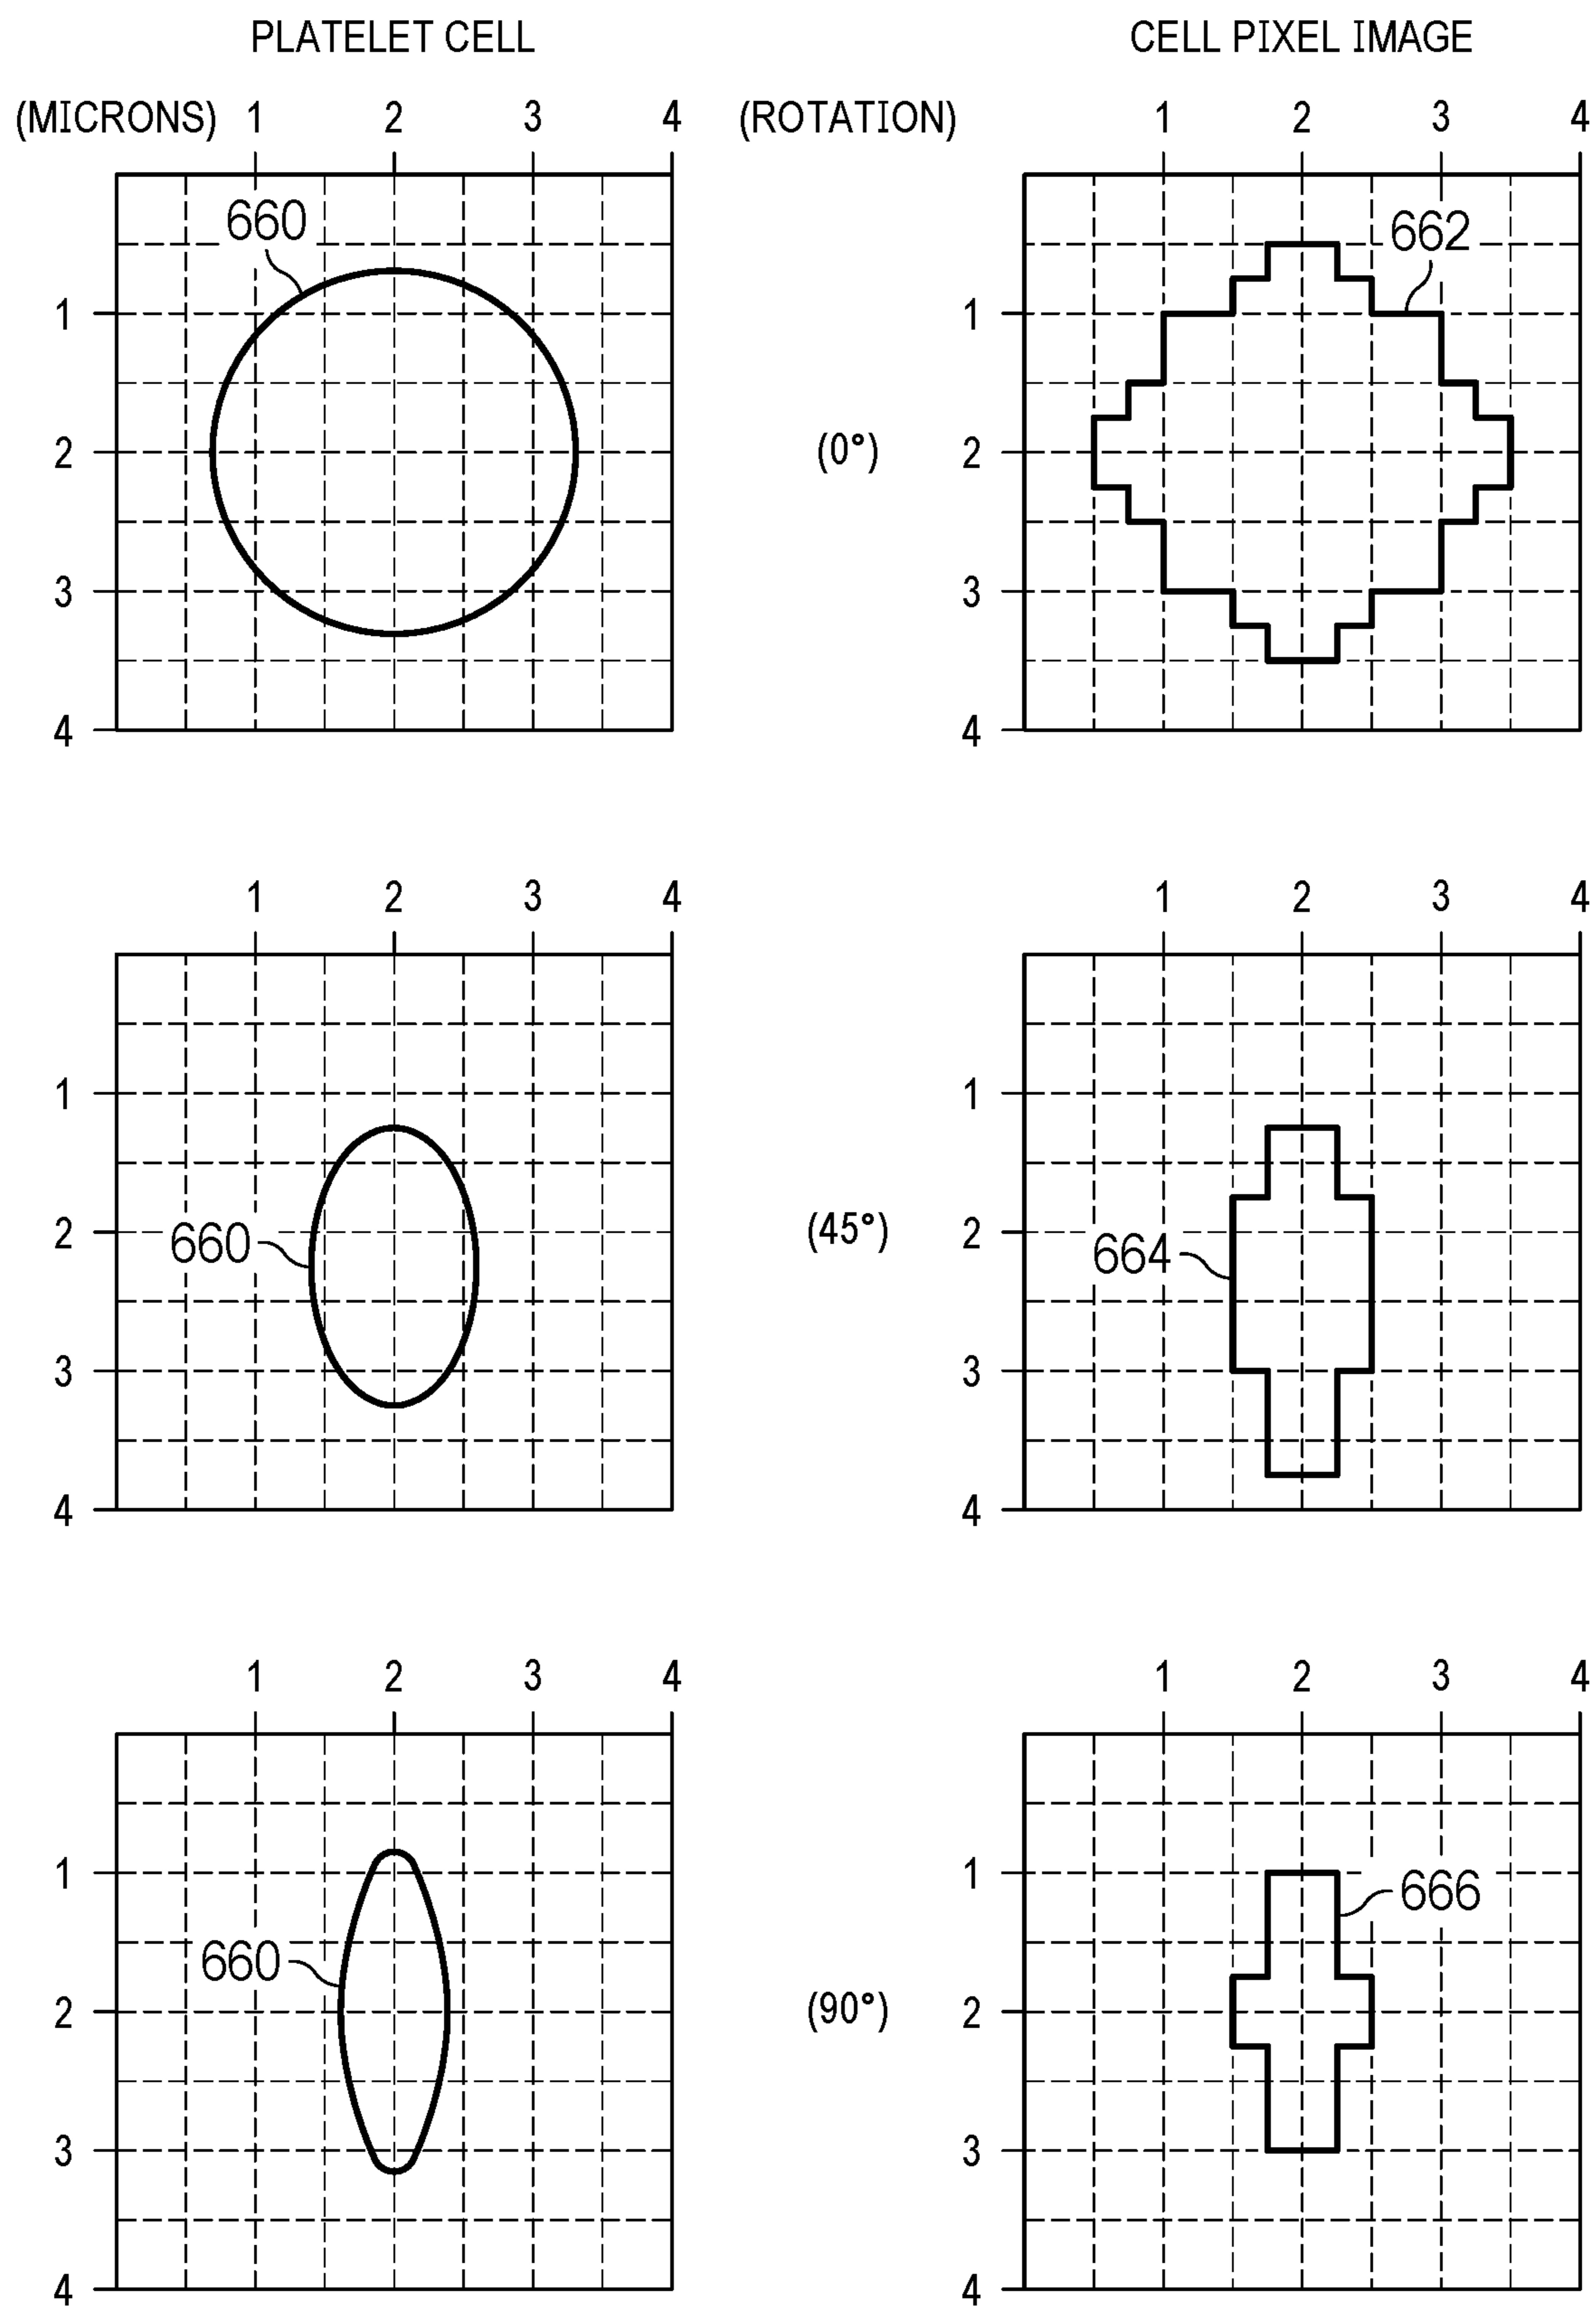 PLATELET CELL CELL PIXEL IMAGE
(MICRONS) 1 2 3 4 (ROTATION) 1 2 3 4
660 662
1 1
2 (0°) 2
3 3
4 4
1 2 3 4 1 2 3 4
1 1
2 660 (45°) 2 664
3 3
4 4
1 2 3 4 1 2 3 4
1 1 666
660
2 (90°) 2
3 3
4 4